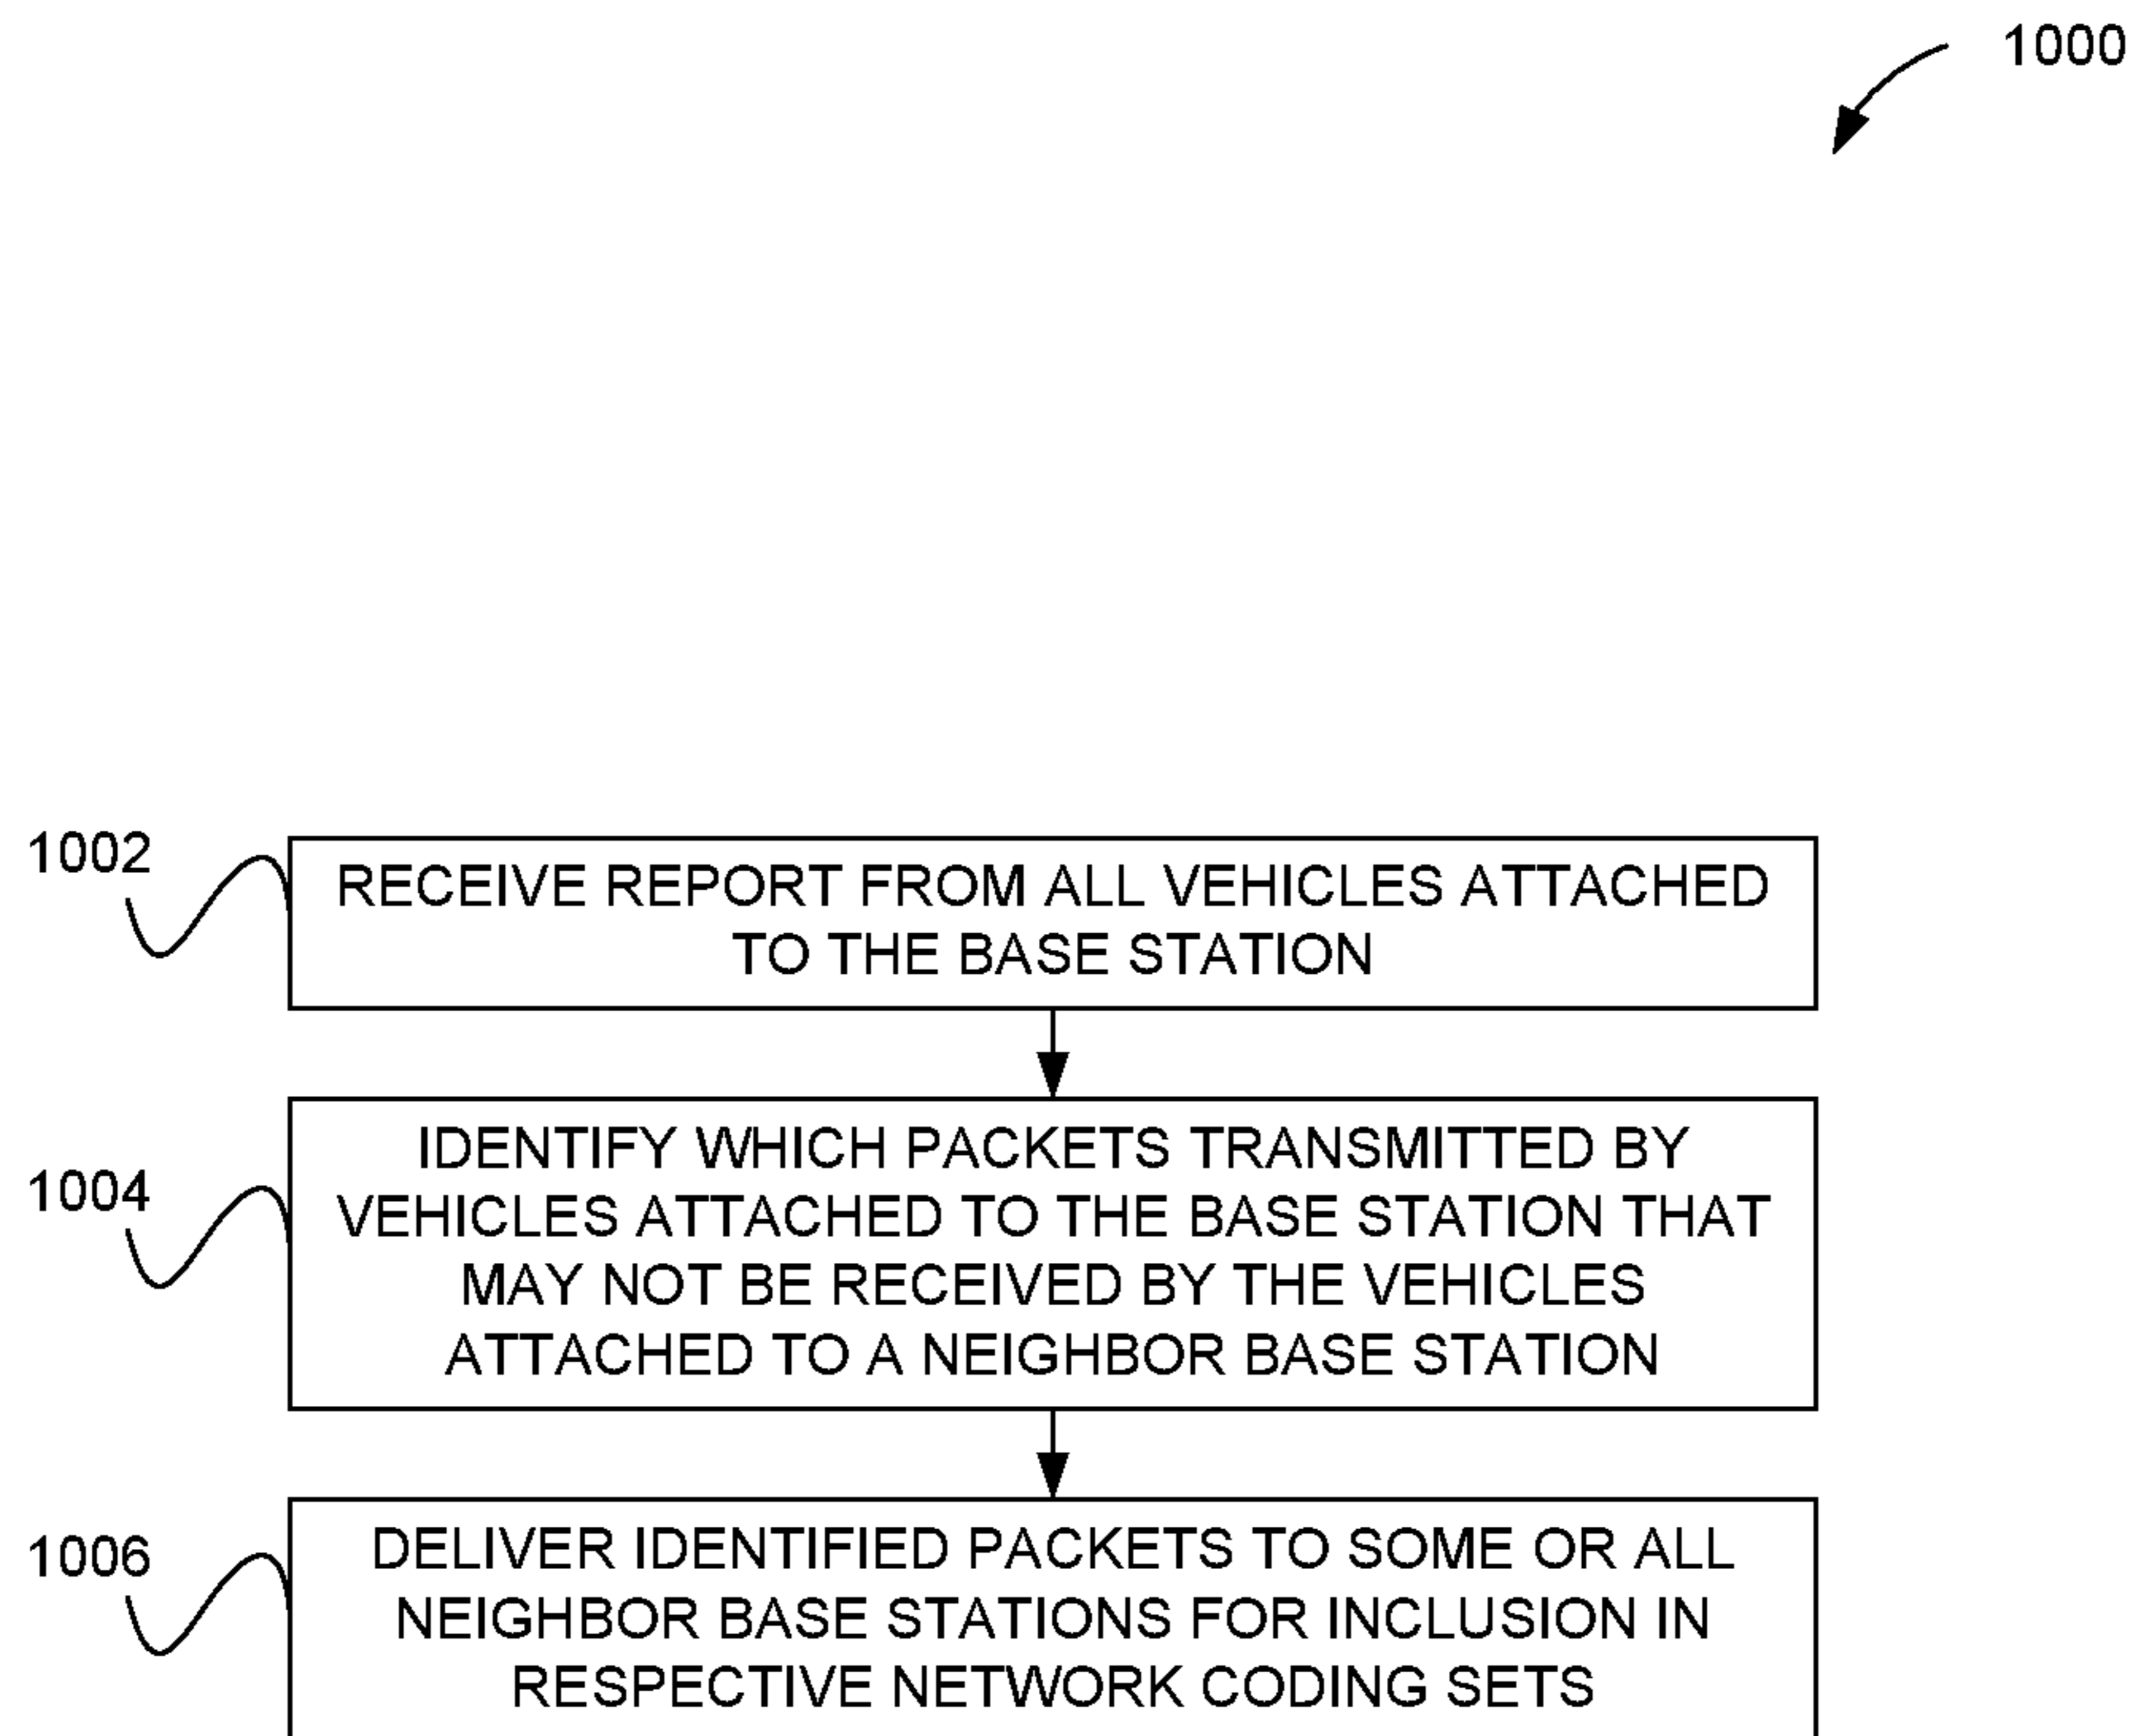 1000
1002
RECEIVE REPORT FROM ALL VEHICLES ATTACHED
TO THE BASE STATION
1004
IDENTIFY WHICH PACKETS TRANSMITTED BY
VEHICLES ATTACHED TO THE BASE STATION THAT
MAY NOT BE RECEIVED BY THE VEHICLES
ATTACHED TO A NEIGHBOR BASE STATION
1006
DELIVER IDENTIFIED PACKETS TO SOME OR ALL
NEIGHBOR BASE STATIONS FOR INCLUSION IN
RESPECTIVE NETWORK CODING SETS